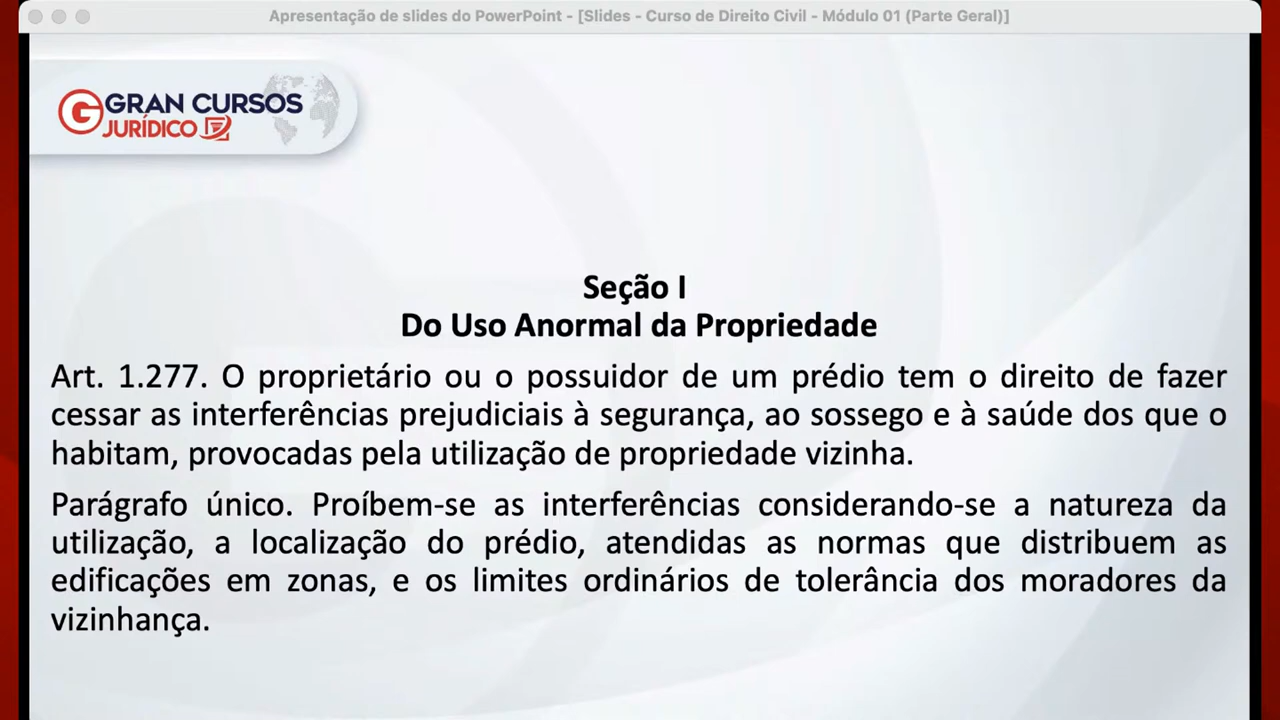 Apresentação de slides do PowerPoint - [Slides - Curso de Direito Civil - Módulo 01 (Parte Geral)]
GRAN CURSOS
JURÍDICO
Seção I
Do Uso Anormal da Propriedade
Art. 1.277. O proprietário ou o possuidor de um prédio tem o direito de fazer
cessar as interferências prejudiciais à segurança, ao sossego e à saúde dos que o
habitam, provocadas pela utilização de propriedade vizinha.
Parágrafo único. Proíbem-se as interferências considerando-se a natureza da
utilização, a localização do prédio, atendidas as normas que distribuem as
edificações em zonas, e os limites ordinários de tolerância dos moradores da
vizinhança.